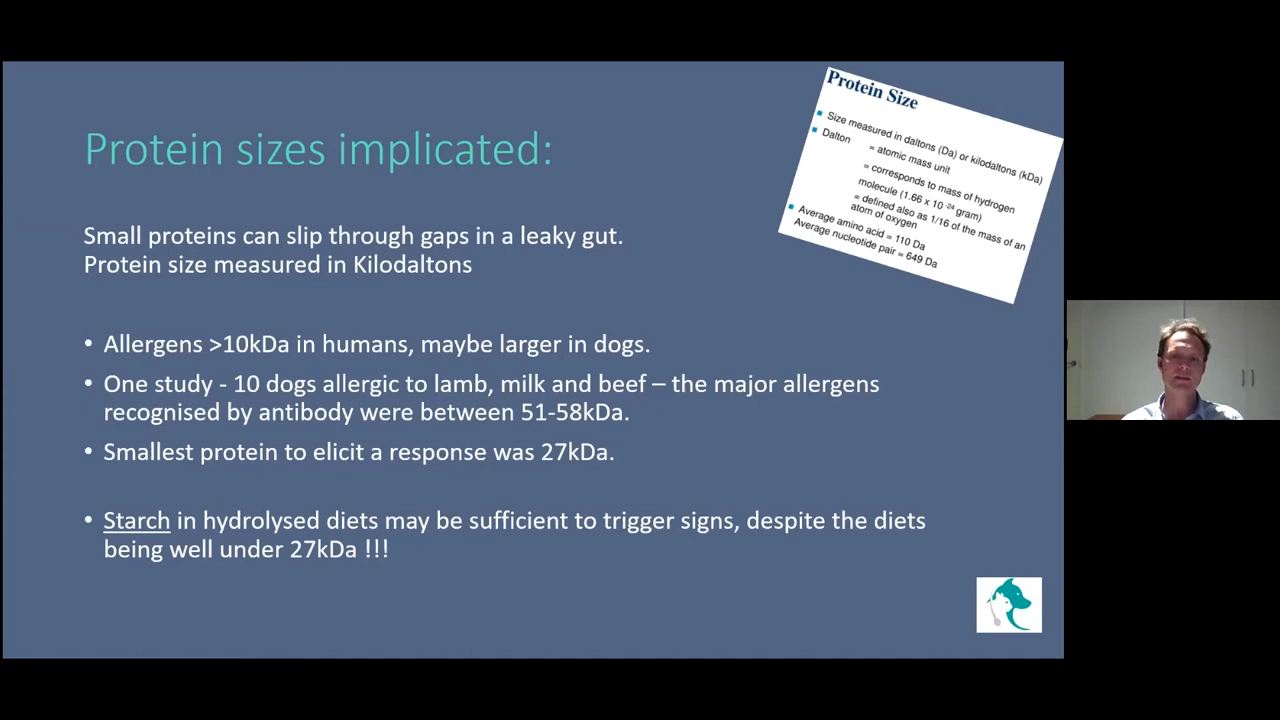 Protein sizes implicated:
Small proteins can slip through gaps in a leaky gut.
Protein size measured in Kilodaltons
• Allergens >10kDa in humans, maybe larger in dogs.
• One study - 10 dogs allergic to lamb, milk and beef – the major allergens
recognised by antibody were between 51-58kDa.
• Smallest protein to elicit a response was 27kDa.
• Starch in hydrolysed diets may be sufficient to trigger signs, despite the diets
being well under 27kDa !!!
Protein Size
Size measured in daltons (Da) or kilodaltons (kDa)
Dalton
= atomic mass unit
= corresponds to mass of hydrogen
molecule (1.66 x 10 -24 gram)
= defined also as 1/16 of the mass of an
atom of oxygen
Average amino acid = 110 Da
Average nucleotide pair = 649 Da